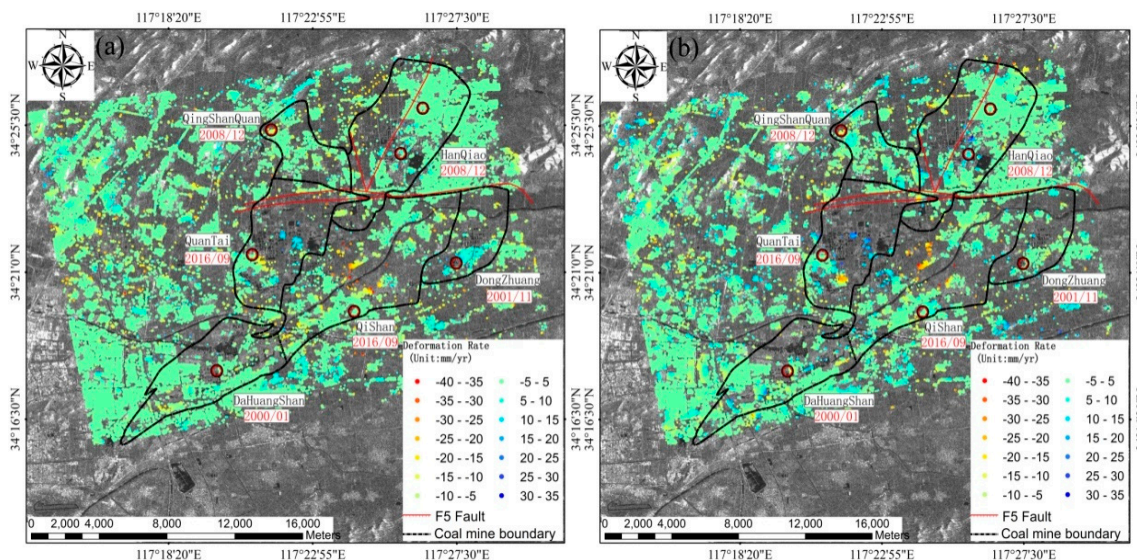 117°18'20"E 117°22'55"E 117°27'30"E
(a)
N
W E
S
34°25'30"N
34°21'0"N
34°16'30"N
QingShanQuan
2008/12
HanQiao
2008/12
QuanTai
2016/09
DongZhuang
2001/11
QiShan
2016/09
DaHuangShan
2000/01
Deformation Rate
(Unit:mm/yr)
-40 - -35 -5 - 5
-35 - -30 5 - 10
-30 - -25 10 - 15
-25 - -20 15 - 20
-20 - -15 20 - 25
-15 - -10 25 - 30
-10 - -5 30 - 35
F5 Fault
Coal mine boundary
0 2,000 4,000 8,000 12,000 16,000
Meters
117°18'20"E 117°22'55"E 117°27'30"E
117°18'20"E 117°22'55"E 117°27'30"E
(b)
N
W E
S
34°25'30"N
34°21'0"N
34°16'30"N
QingShanQuan
2008/12
HanQiao
2008/12
QuanTai
2016/09
DongZhuang
2001/11
QiShan
2016/09
DaHuangShan
2000/01
Deformation Rate
(Unit:mm/yr)
-40 - -35 -5 - 5
-35 - -30 5 - 10
-30 - -25 10 - 15
-25 - -20 15 - 20
-20 - -15 20 - 25
-15 - -10 25 - 30
-10 - -5 30 - 35
F5 Fault
Coal mine boundary
0 2,000 4,000 8,000 12,000 16,000
Meters
117°18'20"E 117°22'55"E 117°27'30"E